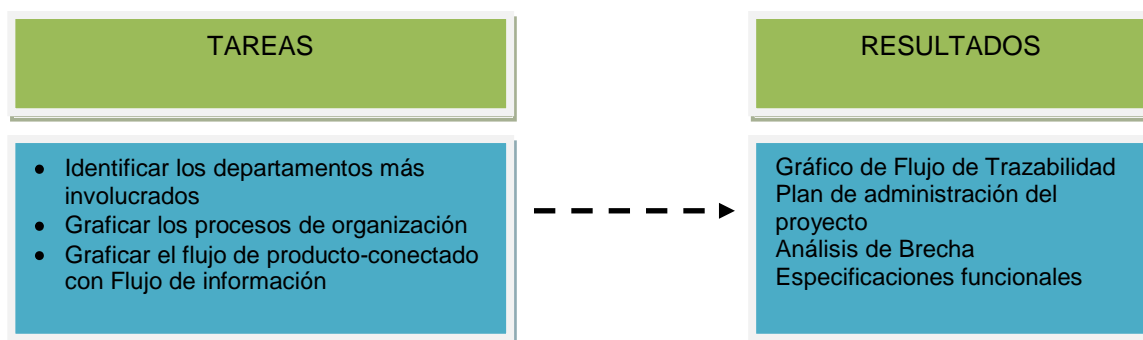 TAREAS
• Identificar los departamentos más
involucrados
• Graficar los procesos de organización
• Graficar el flujo de producto-conectado
con Flujo de información
RESULTADOS
Gráfico de Flujo de Trazabilidad
Plan de administración del
proyecto
Análisis de Brecha
Especificaciones funcionales